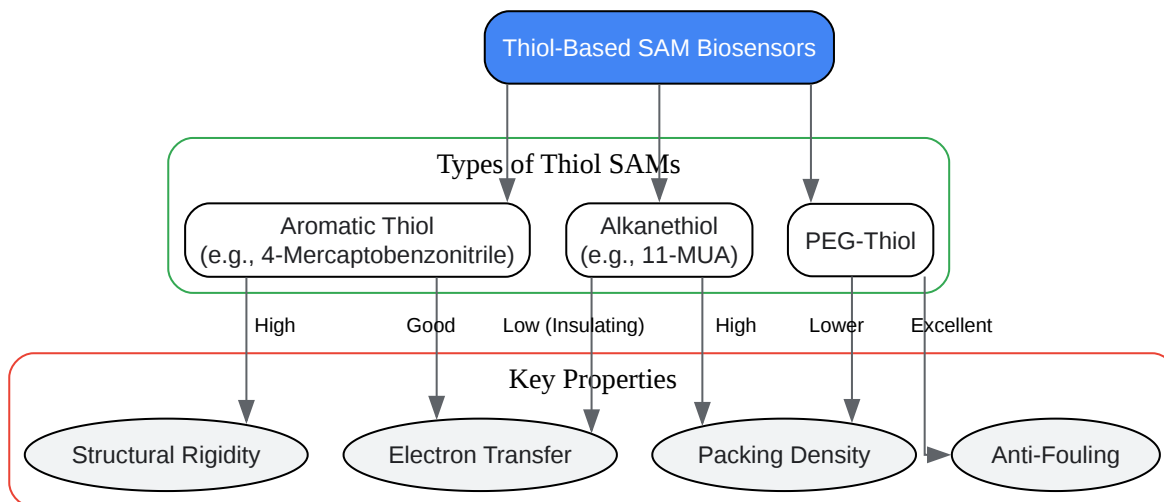 Thiol-Based SAM Biosensors
Types of Thiol SAMs
Aromatic Thiol
(e.g., 4-Mercaptobenzonitrile)
Alkanethiol
(e.g., 11-MUA)
PEG-Thiol
High
Good
Low (Insulating)
High
Lower
Excellent
Key Properties
Structural Rigidity
Electron Transfer
Packing Density
Anti-Fouling